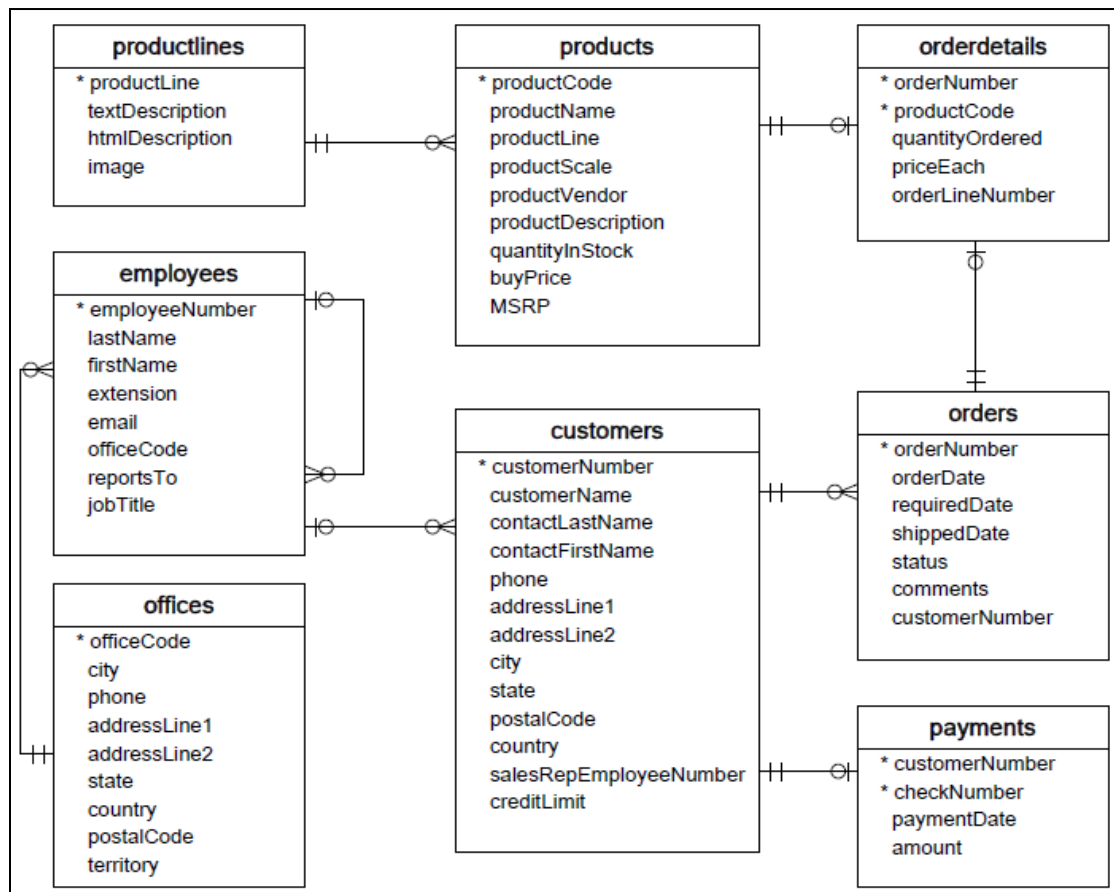 productlines
* productLine
textDescription
htmlDescription
image
products
* productCode
productName
productLine
productScale
productVendor
productDescription
quantityInStock
buyPrice
MSRP
orderdetails
* orderNumber
* productCode
quantityOrdered
priceEach
orderLineNumber
employees
* employeeNumber
lastName
firstName
extension
email
officeCode
reportsTo
jobTitle
customers
* customerNumber
customerName
contactLastName
contactFirstName
phone
addressLine1
addressLine2
city
state
postalCode
country
salesRepEmployeeNumber
creditLimit
orders
* orderNumber
orderDate
requiredDate
shippedDate
status
comments
customerNumber
offices
* officeCode
city
phone
addressLine1
addressLine2
state
country
postalCode
territory
payments
* customerNumber
* checkNumber
paymentDate
amount